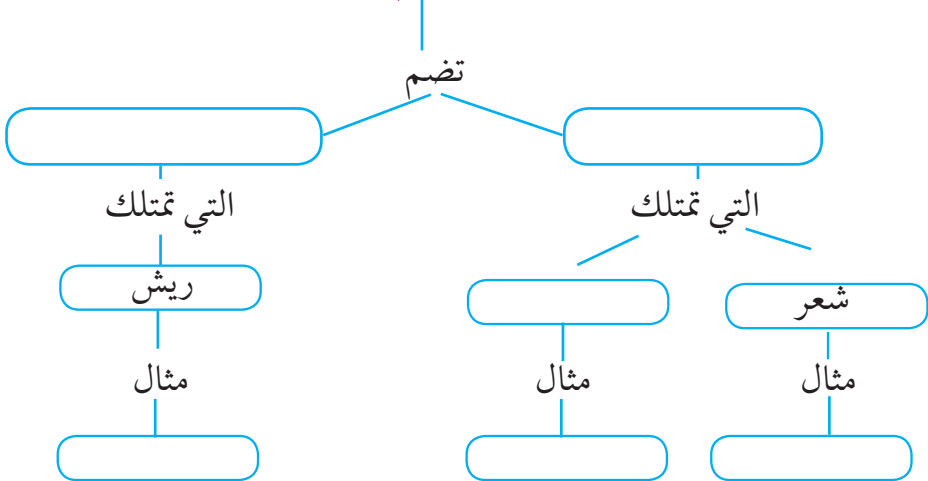 تضم
التي تمتلك
التي تمتلك
شعر
ريش
مثال
مثال
مثال